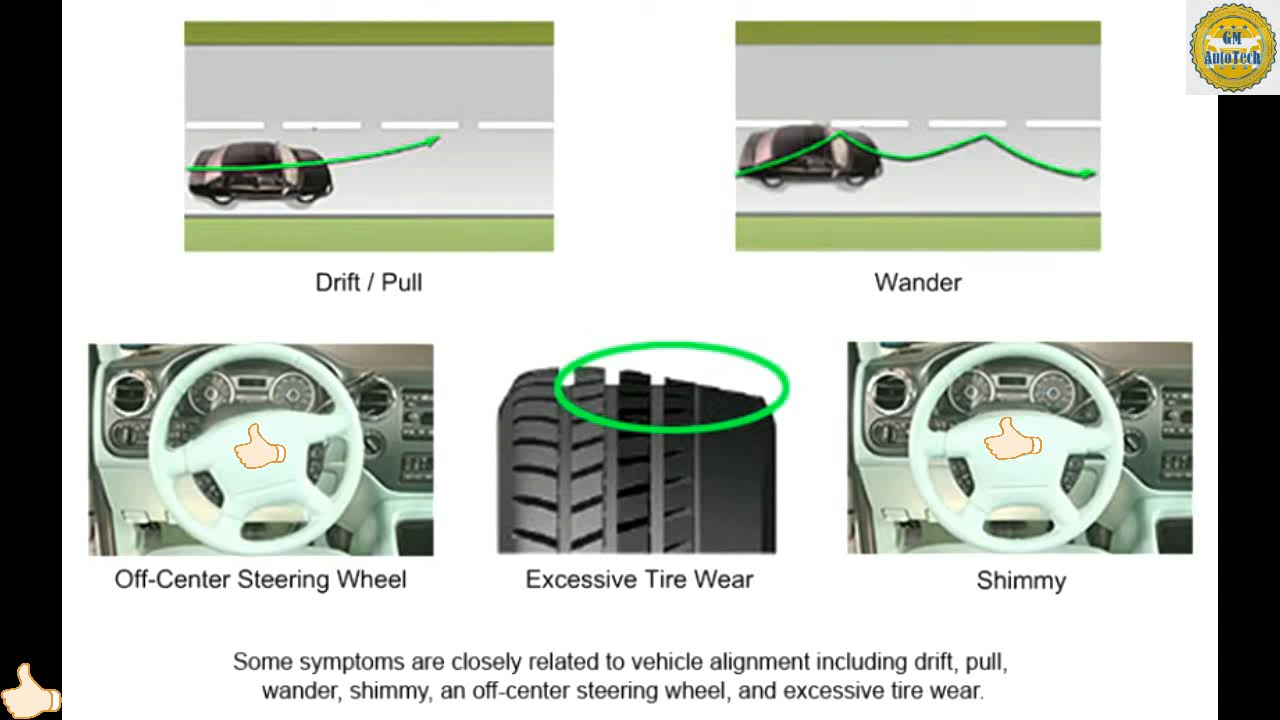 GM
AutoTech
Drift / Pull
Wander
Off-Center Steering Wheel
Excessive Tire Wear
Shimmy
Some symptoms are closely related to vehicle alignment including drift, pull,
wander, shimmy, an off-center steering wheel, and excessive tire wear.